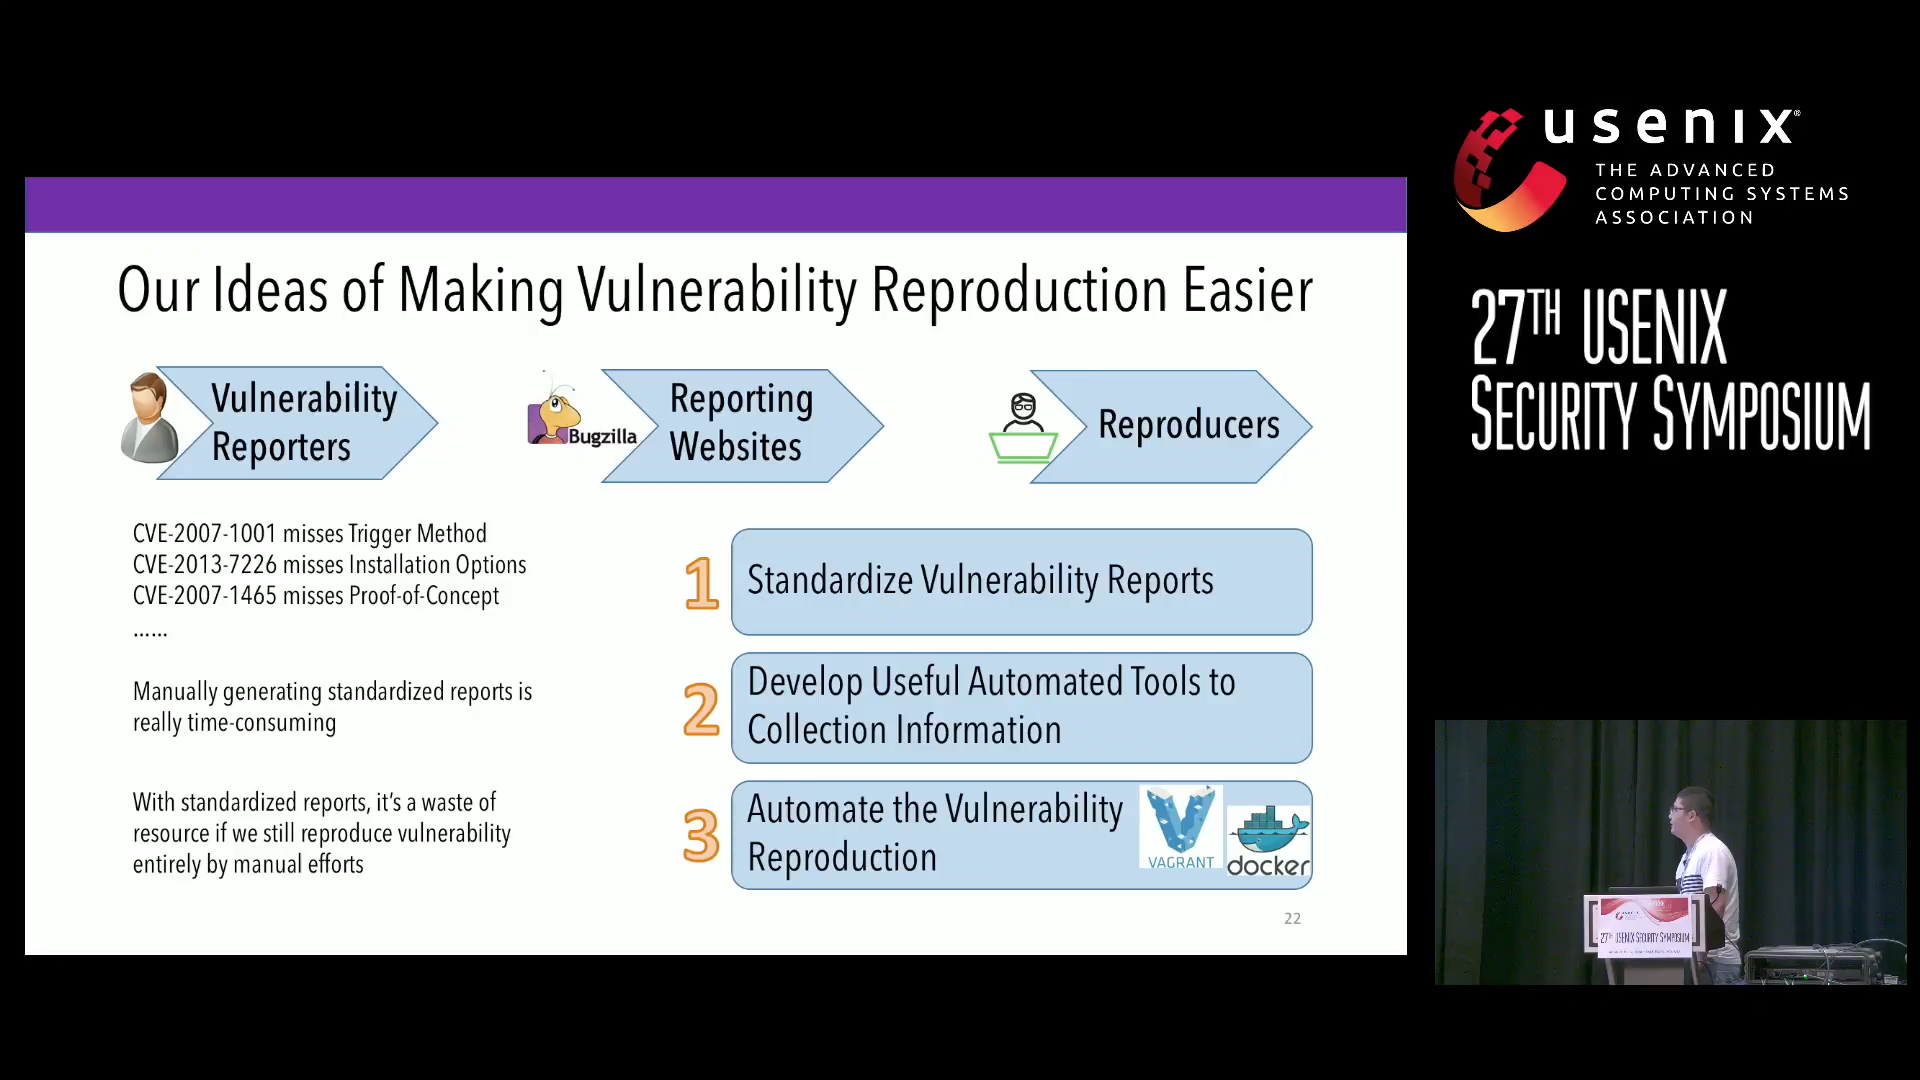 Our Ideas of Making Vulnerability Reproduction Easier
Vulnerability
Reporters
Bugzilla
Reporting
Websites
Reproducers
CVE-2007-1001 misses Trigger Method
CVE-2013-7226 misses Installation Options
CVE-2007-1465 misses Proof-of-Concept
......
Manually generating standardized reports is
really time-consuming
With standardized reports, it's a waste of
resource if we still reproduce vulnerability
entirely by manual efforts
1
Standardize Vulnerability Reports
2
Develop Useful Automated Tools to
Collection Information
3
Automate the Vulnerability
Reproduction
VAGRANT
docker
22
usenix®
THE ADVANCED
COMPUTING SYSTEMS
ASSOCIATION
27TH USENIX
SECURITY SYMPOSIUM
27TH USENIX SECURITY SYMPOSIUM